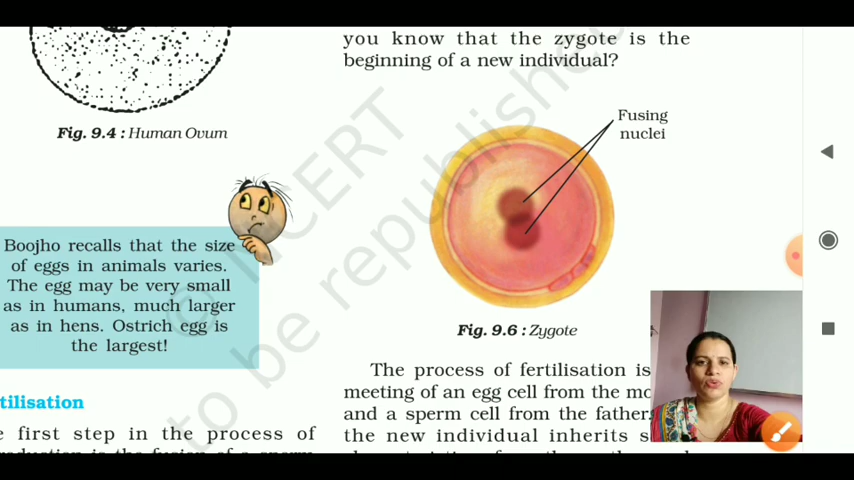 Fig. 9.4 : Human Ovum
Boojho recalls that the size
of eggs in animals varies.
The egg may be very small
as in humans, much larger
as in hens. Ostrich egg is
the largest!
tilisation
e first step in the process of
you know that the zygote is the
beginning of a new individual?
Fusing
nuclei
Fig. 9.6 : Zygote
The process of fertilisation is
meeting of an egg cell from the mo
and a sperm cell from the father.
the new individual inherits s
© NCERT
to be republished